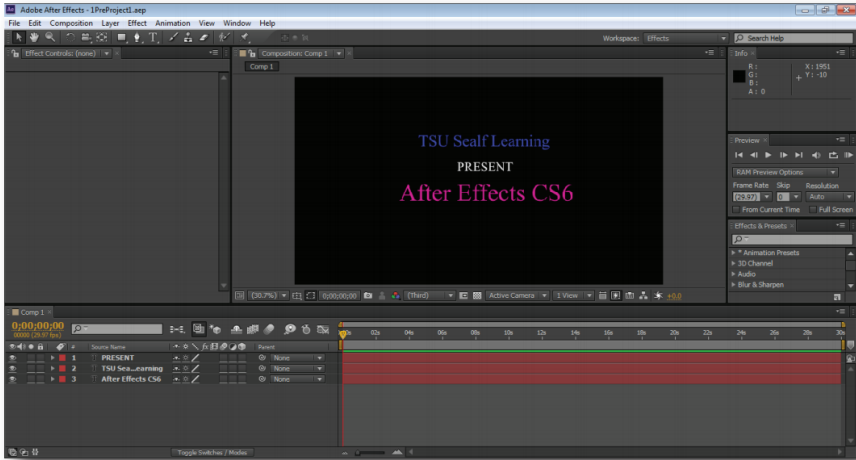 Adobe After Effects - 1PreProject1.aep
File Edit Composition Layer Effect Animation View Window Help
Workspace: Effects
Search Help
Effect Controls: (none)
Composition: Comp 1
Info
Comp 1
R:
G:
B:
A: 0
X: 1951
Y: -10
TSU Sealf Learning
PRESENT
After Effects CS6
Preview
RAM Preview Options
Frame Rate Skip Resolution
(29.97) 0 Auto
From Current Time Full Screen
Effects & Presets
* Animation Presets
3D Channel
Audio
Blur & Sharpen
(30.7%) 0;00;00;00 (Third) Active Camera 1 View +0.0
Comp 1
0;00;00;00
00000 (29.97 fps)
02s 04s 06s 08s 10s 12s 14s 16s 18s 20s 22s 24s 26s 28s 30s
# Source Name Parent
1 PRESENT None
2 TSU Sea...earning None
3 After Effects CS6 None
Toggle Switches / Modes